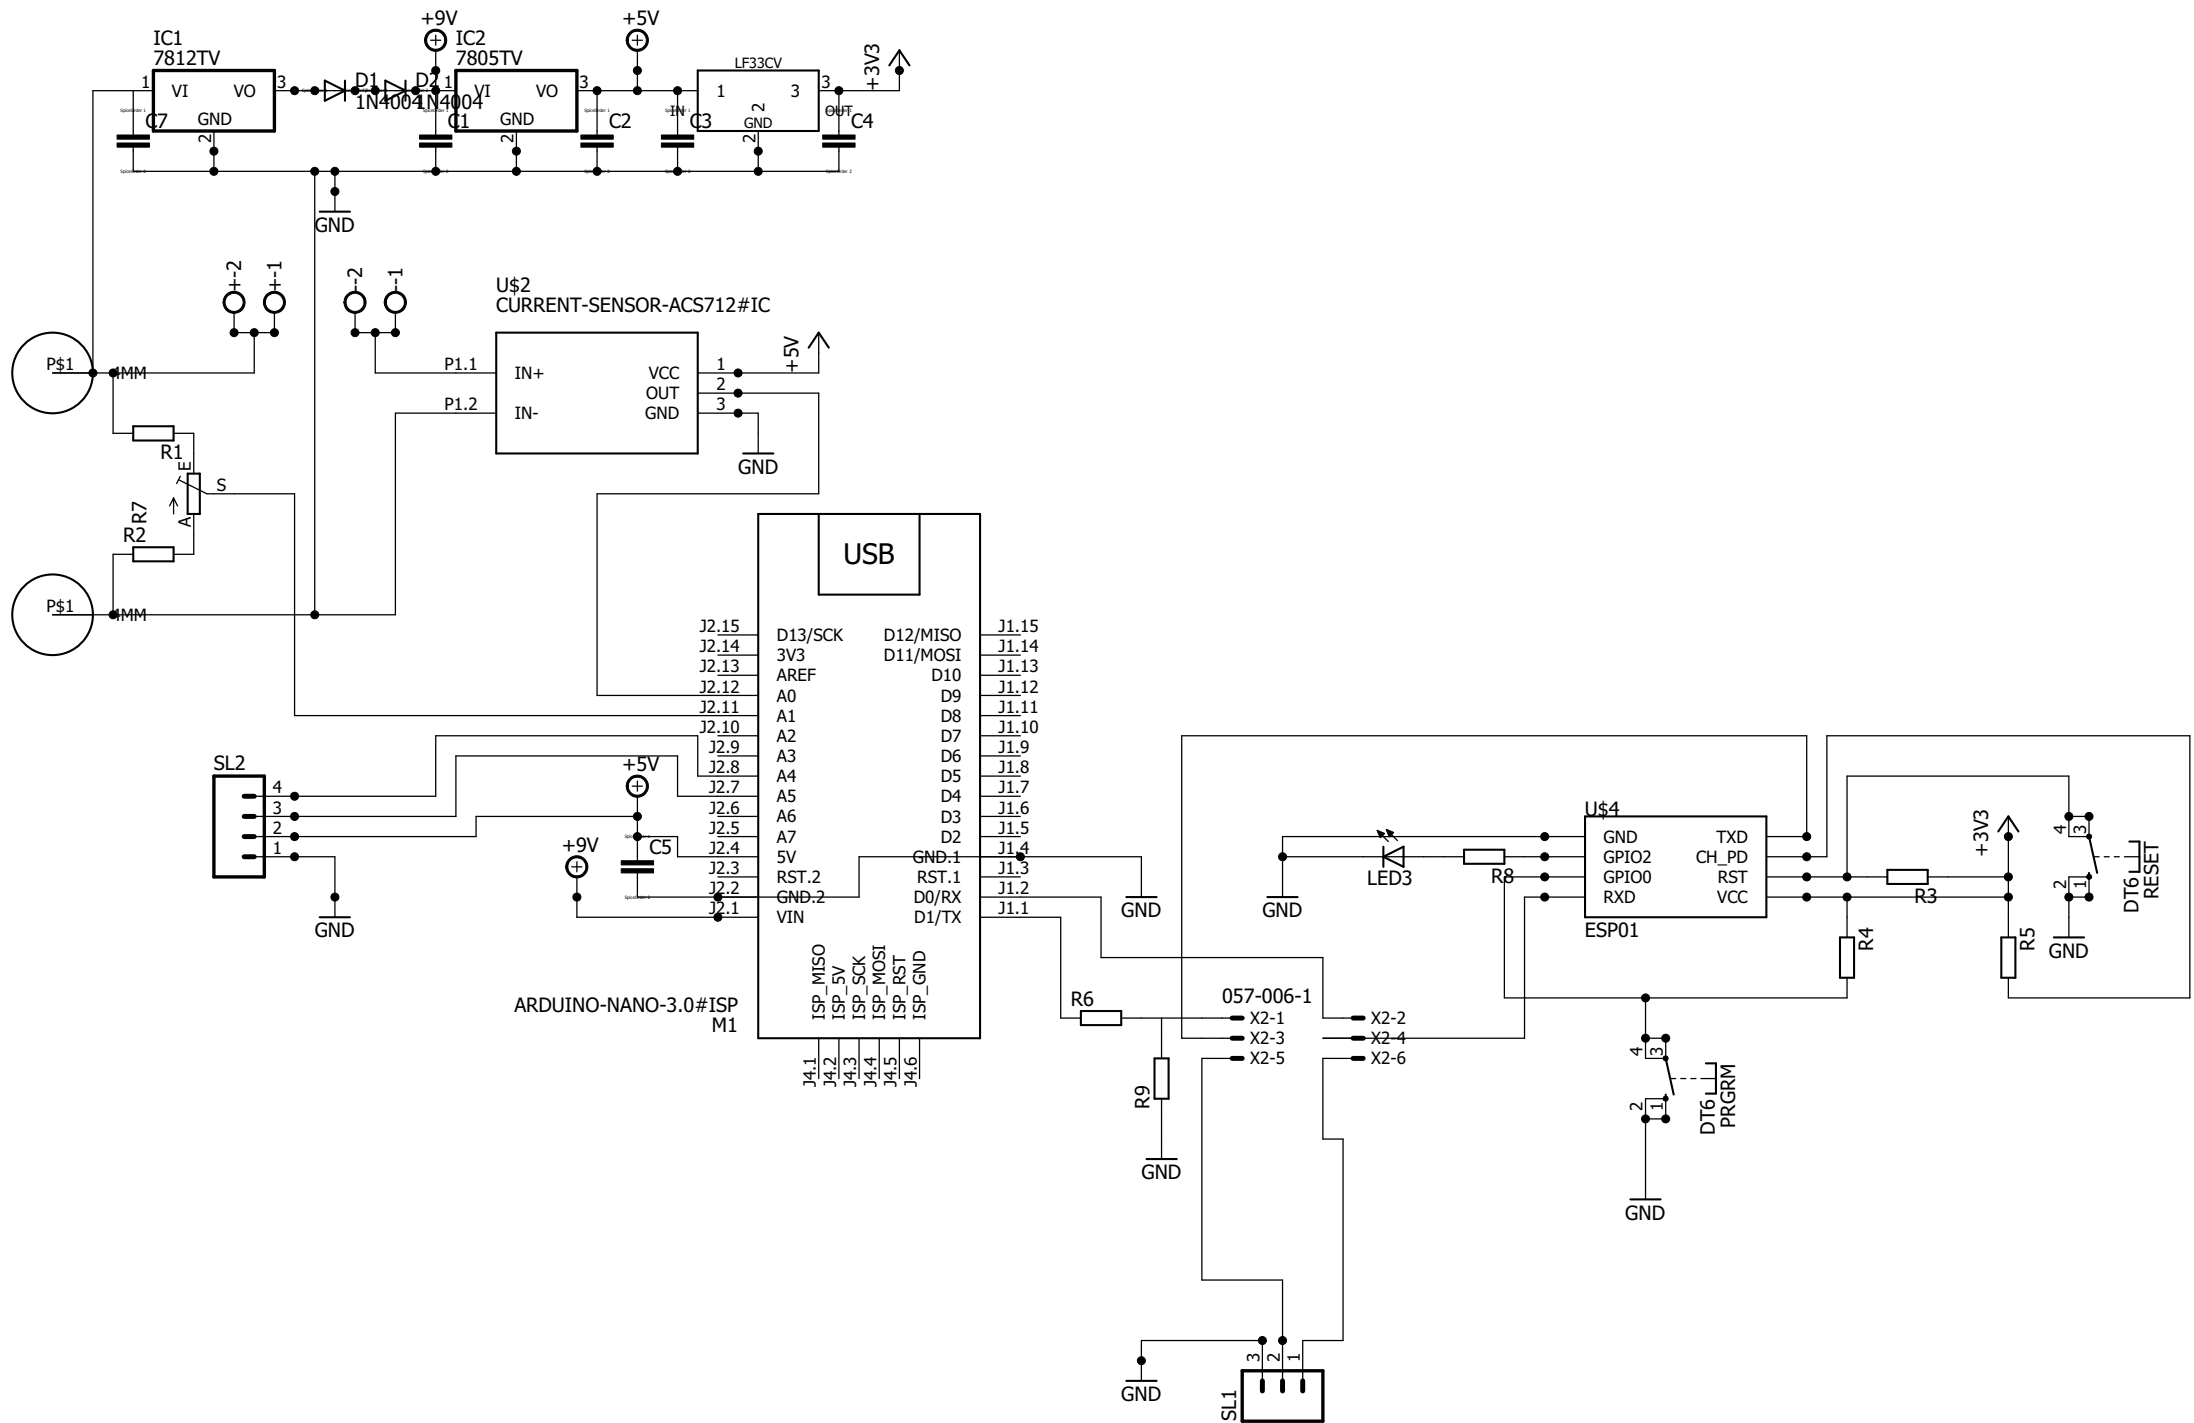 +9V
+5V
IC1
7812TV
IC2
7805TV
LF33CV
+3V3
1
VI
VO
3
GND
2
D1
1N4004
D2
1N4004
1
VI
VO
3
GND
2
1
3
2
GND
2
3
IN
OUT
C7
C1
C2
C3
C4
GND
+-2
+-1
--2
--1
U$2
CURRENT-SENSOR-ACS712#IC
P$1
4MM
P1.1
IN+
VCC
1
+5V
OUT
2
P1.2
IN-
GND
3
GND
R1
E
S
R7
A
R2
P$1
4MM
USB
J2.15
D13/SCK
D12/MISO
J1.15
J2.14
3V3
D11/MOSI
J1.14
J2.13
AREF
D10
J1.13
J2.12
A0
D9
J1.12
J2.11
A1
D8
J1.11
J2.10
A2
D7
J1.10
J2.9
A3
D6
J1.9
J2.8
A4
D5
J1.8
J2.7
A5
D4
J1.7
J2.6
A6
D3
J1.6
J2.5
A7
D2
J1.5
J2.4
5V
GND.1
J1.4
J2.3
RST.2
RST.1
J1.3
J2.2
GND.2
D0/RX
J1.2
J2.1
VIN
D1/TX
J1.1
ISP_MISO
ISP_5V
ISP_SCK
ISP_MOSI
ISP_RST
ISP_GND
ARDUINO-NANO-3.0#ISP
M1
J4.1
J4.2
J4.3
J4.4
J4.5
J4.6
SL2
4
3
2
1
GND
+5V
+9V
C5
GND
R6
R9
GND
057-006-1
X2-1
X2-2
X2-3
X2-4
X2-5
X2-6
GND
LED3
R8
U$4
GND
TXD
GPIO2
CH_PD
GPIO0
RST
RXD
VCC
ESP01
+3V3
R3
R4
R5
4
3
2
1
DT6
RESET
GND
4
3
2
1
DT6
PRGRM
GND
GND
3
2
1
SL1